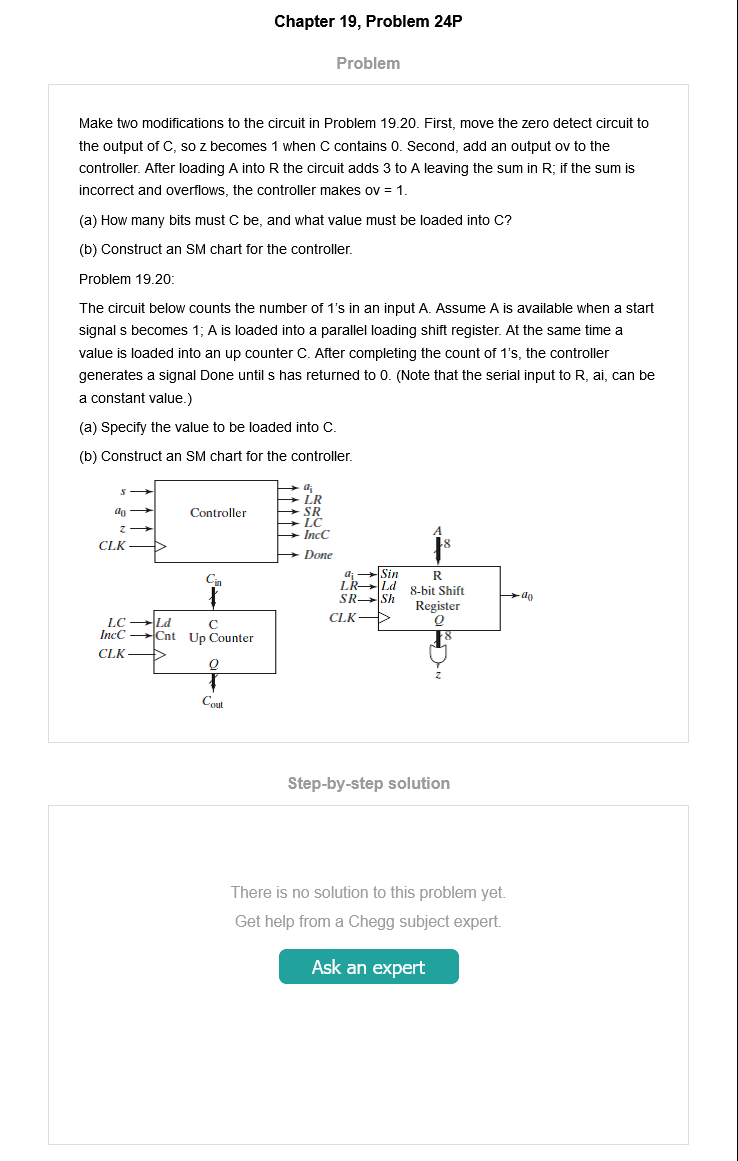 Chapter 19, Problem 24P
Problem
Make two modifications to the circuit in Problem 19.20. First, move the zero detect circuit to
the output of C, so z becomes 1 when C contains 0. Second, add an output ov to the
controller. After loading A into R the circuit adds 3 to A leaving the sum in R; if the sum is
incorrect and overflows, the controller makes ov = 1.
(a) How many bits must C be, and what value must be loaded into C?
(b) Construct an SM chart for the controller.
Problem 19.20:
The circuit below counts the number of 1's in an input A. Assume A is available when a start
signal s becomes 1; A is loaded into a parallel loading shift register. At the same time a
value is loaded into an up counter C. After completing the count of 1's, the controller
generates a signal Done until s has returned to 0. (Note that the serial input to R, ai, can be
a constant value.)
(a) Specify the value to be loaded into C.
(b) Construct an SM chart for the controller.
s
a0
z
CLK
Controller
ai
LR
SR
LC
IncC
Done
A
8
ai
LR
SR
CLK
Sin
Ld
Sh
R
8-bit Shift
Register
Q
a0
8
z
Cin
LC
IncC
CLK
Ld
Cnt
C
Up Counter
Q
Cout
Step-by-step solution
There is no solution to this problem yet.
Get help from a Chegg subject expert.
Ask an expert